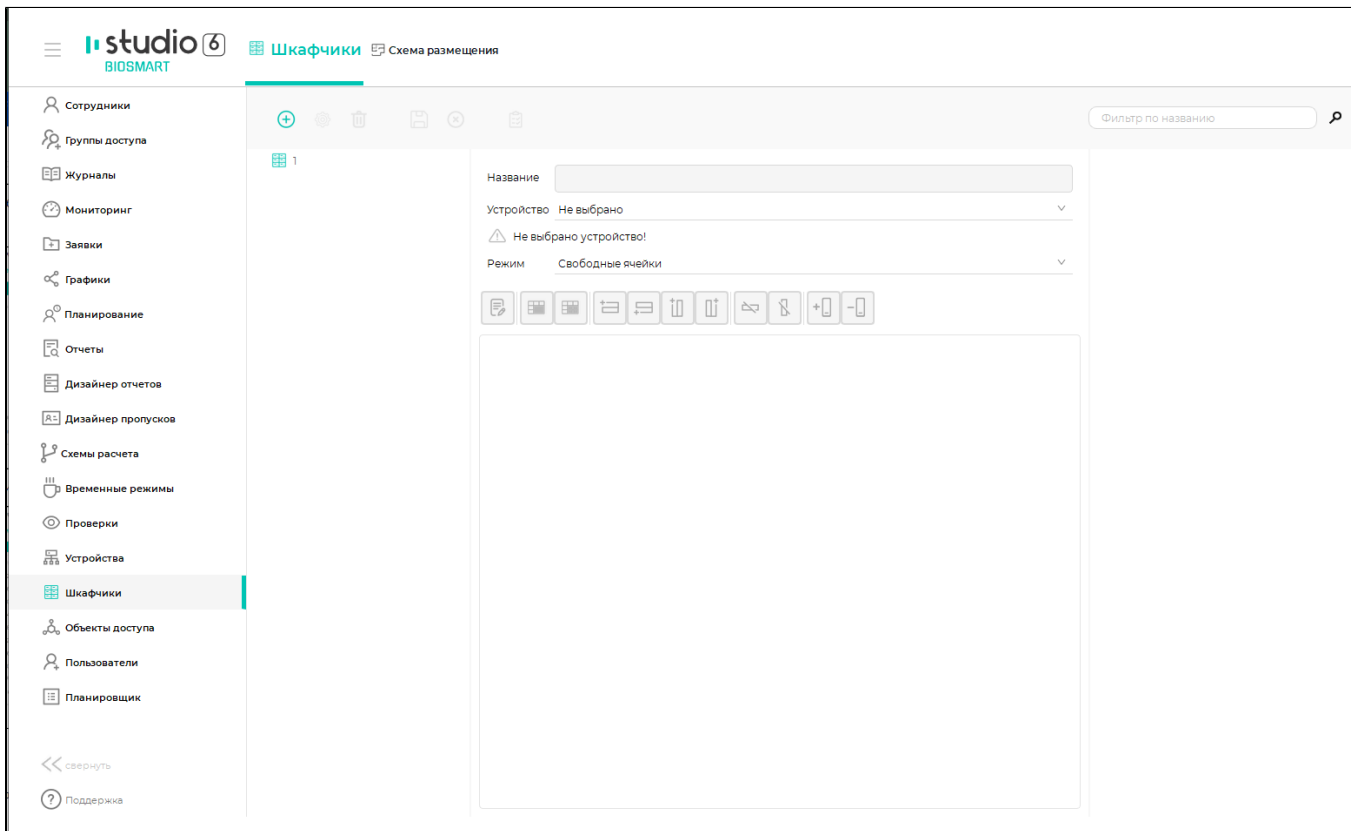 studio 6
BIOSMART
Шкафчики
Схема размещения
Сотрудники
Группы доступа
Журналы
Мониторинг
Заявки
Графики
Планирование
Отчеты
Дизайнер отчетов
Дизайнер пропусков
Схемы расчета
Временные режимы
Проверки
Устройства
Шкафчики
Объекты доступа
Пользователи
Планировщик
свернуть
Поддержка
Фильтр по названию
1
Название
Устройство Не выбрано
Не выбрано устройство!
Режим Свободные ячейки